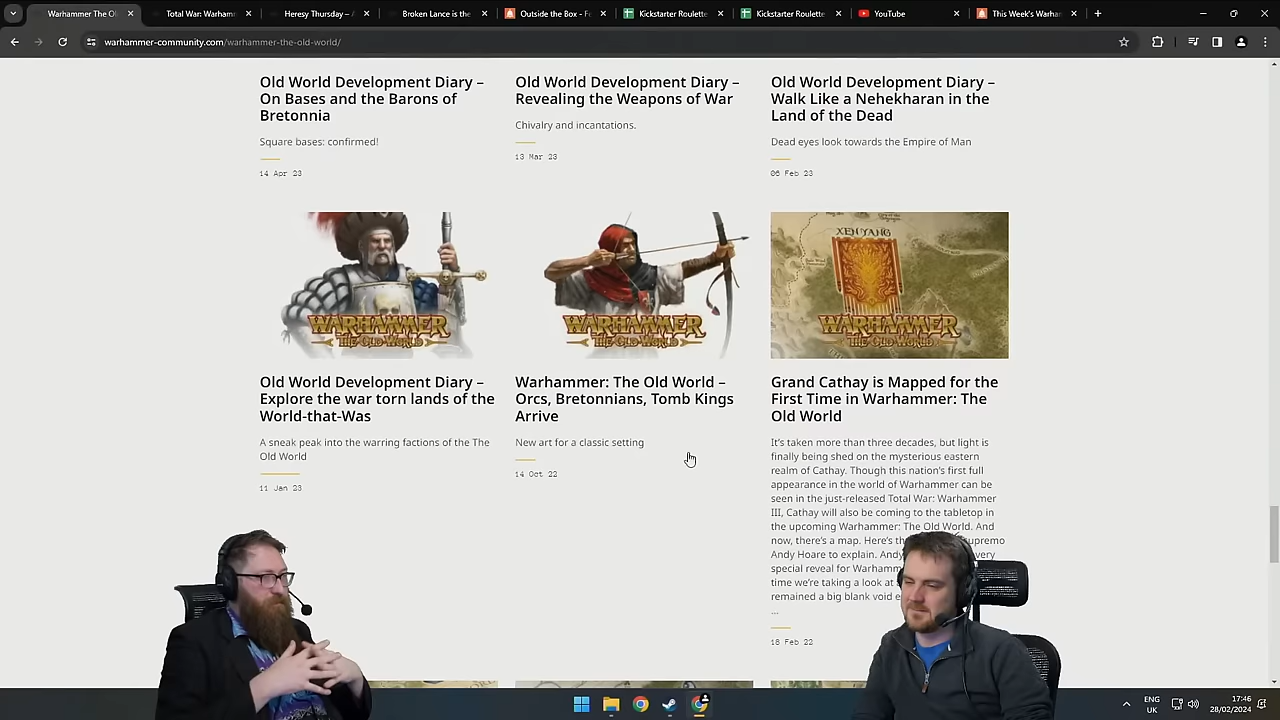 Warhammer The Ol
Total War: Warham
Heresy Thursday – A
Broken Lance is the
Outside the Box - Fe
Kickstarter Roulette
Kickstarter Roulette
YouTube
This Week's Warha
warhammer-community.com/warhammer-the-old-world/
Old World Development Diary –
On Bases and the Barons of
Bretonnia
Square bases: confirmed!
14 Apr 23
Old World Development Diary –
Revealing the Weapons of War
Chivalry and incantations.
13 Mar 23
Old World Development Diary –
Walk Like a Nehekharan in the
Land of the Dead
Dead eyes look towards the Empire of Man
06 Feb 23
WARHAMMER
THE OLD WORLD
WARHAMMER
THE OLD WORLD
XEN YANG
WARHAMMER
THE OLD WORLD
Old World Development Diary –
Explore the war torn lands of the
World-that-Was
A sneak peak into the warring factions of the The
Old World
11 Jan 23
Warhammer: The Old World –
Orcs, Bretonnians, Tomb Kings
Arrive
New art for a classic setting
14 Oct 22
Grand Cathay is Mapped for the
First Time in Warhammer: The
Old World
It's taken more than three decades, but light is
finally being shed on the mysterious eastern
realm of Cathay. Though this nation's first full
appearance in the world of Warhammer can be
seen in the just-released Total War: Warhammer
III, Cathay will also be coming to the tabletop in
the upcoming Warhammer: The Old World. And
now, there's a map. Here's th upremo
Andy Hoare to explain. Andy very
special reveal for Warhamm
time we're taking a look at
remained a big blank void e
...
18 Feb 22
ENG
UK
17:46
28/02/2024